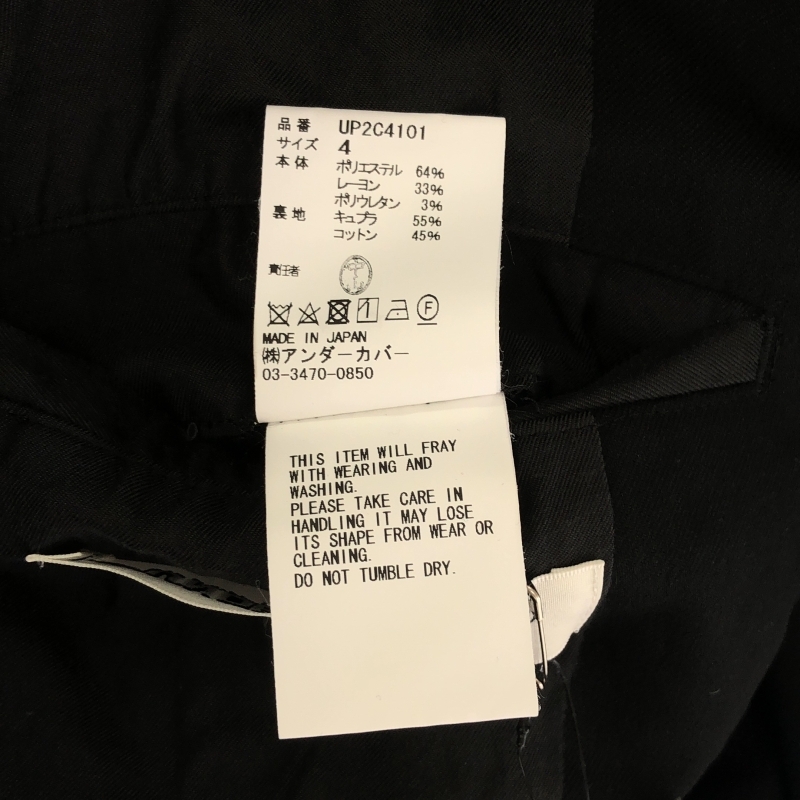 品番 UP2C4101
サイズ 4
本体 ポリエステル 64%
レーヨン 33%
ポリウレタン 3%
裏地 キュプラ 55%
コットン 45%
責任者
F
MADE IN JAPAN
(株)アンダーカバー
03-3470-0850
THIS ITEM WILL FRAY
WITH WEARING AND
WASHING.
PLEASE TAKE CARE IN
HANDLING IT MAY LOSE
ITS SHAPE FROM WEAR OR
CLEANING.
DO NOT TUMBLE DRY.